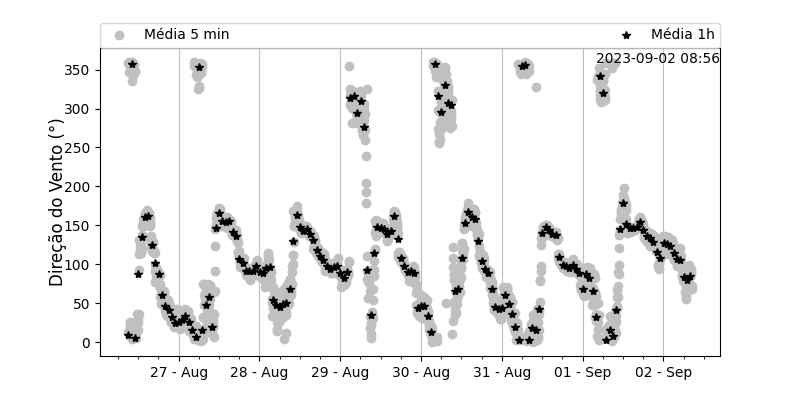 Média 5 min
Média 1h
2023-09-02 08:56
Direção do Vento (°)
350
300
250
200
150
100
50
0
27 - Aug
28 - Aug
29 - Aug
30 - Aug
31 - Aug
01 - Sep
02 - Sep